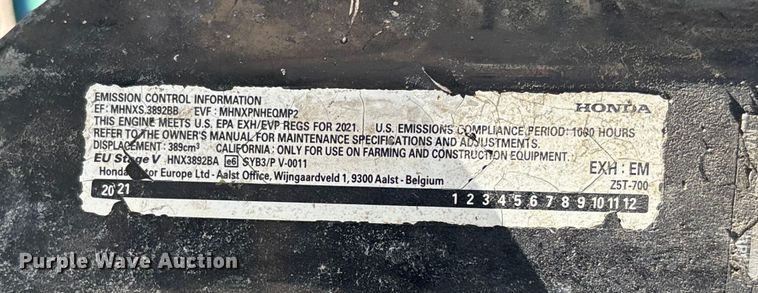 EMISSION CONTROL INFORMATION
HONDA
EF: MHNXS.3892BB EVF: MHNXPNHEQMP2
THIS ENGINE MEETS U.S. EPA EXH/EVP REGS FOR 2021. U.S. EMISSIONS COMPLIANCE PERIOD: 1000 HOURS
REFER TO THE OWNER'S MANUAL FOR MAINTENANCE SPECIFICATIONS AND ADJUSTMENTS.
DISPLACEMENT: 389cm³ CALIFORNIA: ONLY FOR USE ON FARMING AND CONSTRUCTION EQUIPMENT.
EU Stage V HNX3892BA e6 SYB3/P V-0011
EXH : EM
Honda Motor Europe Ltd - Aalst Office, Wijngaardveld 1, 9300 Aalst - Belgium
Z5T-700
2021
1 2 3 4 5 6 7 8 9 10 11 12
Purple Wave Auction